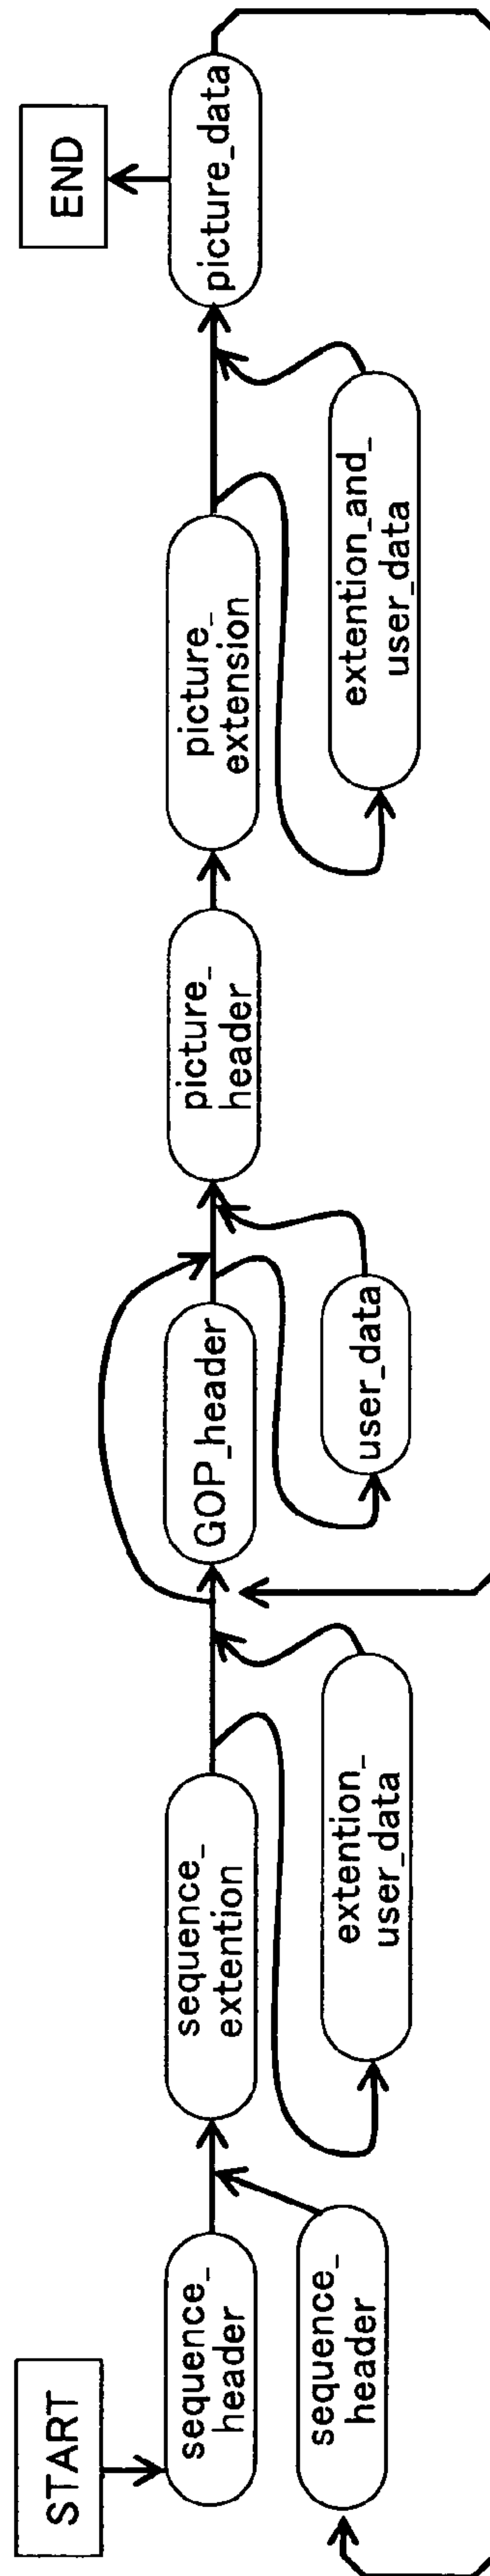 START
sequence_
header
sequence_
header
sequence_
extention
extention_
user_data
GOP_header
user_data
picture_
header
picture_
extension
extention_and_
user_data
picture_data
END